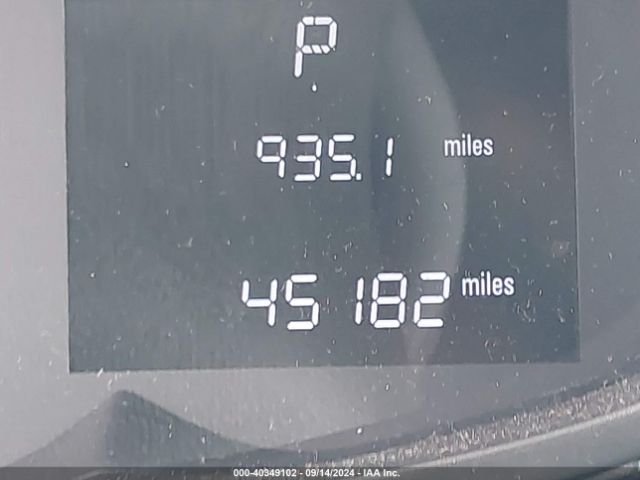 P
935.1 miles
45182 miles
000-40349102 - 09/14/2024 - IAA Inc.